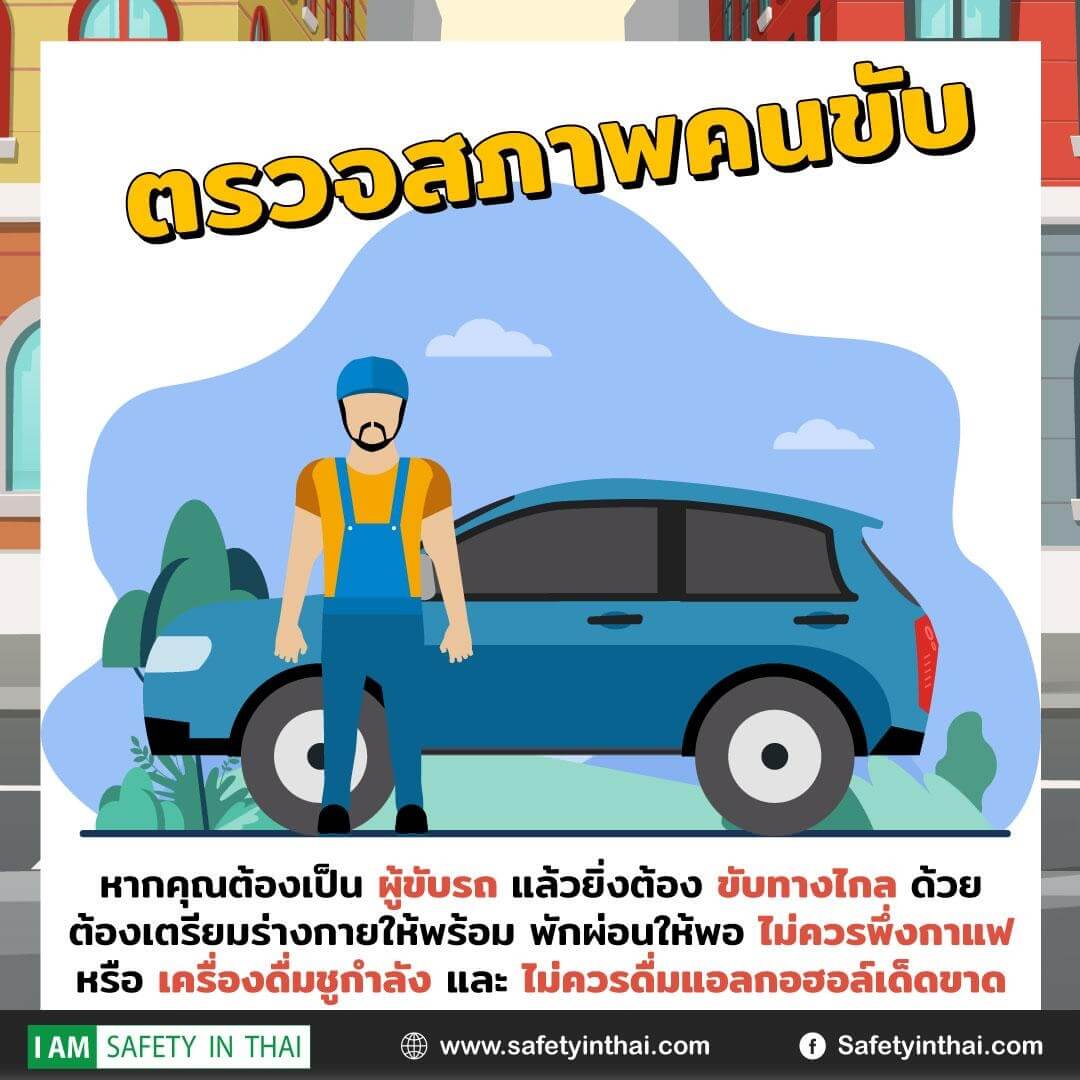 ตรวจสภาพคนขับ
หากคุณต้องเป็น ผู้ขับรถ แล้วยิ่งต้อง ขับทางไกล ด้วย
ต้องเตรียมร่างกายให้พร้อม พักผ่อนให้พอ ไม่ควรพึ่งกาแฟ
หรือ เครื่องดื่มชูกำลัง และ ไม่ควรดื่มแอลกอฮอล์เด็ดขาด
I AM SAFETY IN THAI www.safetyinthai.com Safetyinthai.com